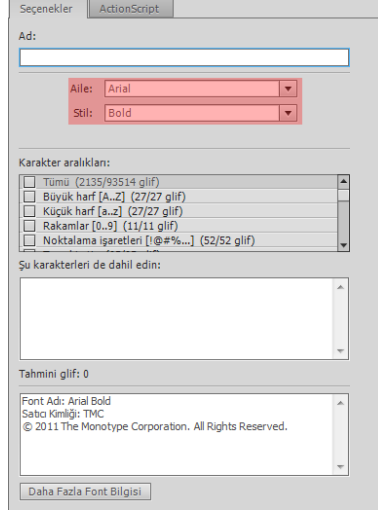 Seçenekler ActionScript
Ad:
Aile: Arial
Stil: Bold
Karakter aralıkları:
Tümü (2135/93514 glif)
Büyük harf [A..Z] (27/27 glif)
Küçük harf [a..z] (27/27 glif)
Rakamlar [0..9] (11/11 glif)
Noktalama işaretleri [!@#%...] (52/52 glif)
Şu karakterleri de dahil edin:
Tahmini glif: 0
Font Adı: Arial Bold
Satıcı Kimliği: TMC
© 2011 The Monotype Corporation. All Rights Reserved.
Daha Fazla Font Bilgisi